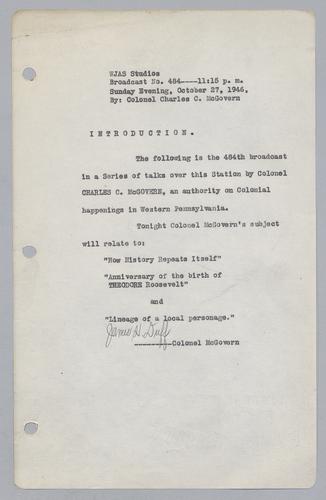 WJAS Studios
Broadcast No. 484----11:15 p. m.
Sunday Evening, October 27, 1946.
By: Colonel Charles C. McGovern
I N T R O D U C T I O N .
The following is the 484th broadcast
in a Series of talks over this Station by Colonel
CHARLES C. McGOVERN, an authority on Colonial
happenings in Western Pennsylvania.
Tonight Colonel McGovern's subject
will relate to:
"How History Repeats Itself"
"Anniversary of the birth of
THEODORE Roosevelt"
and
"Lineage of a local personage."
James H. Duff
---------Colonel McGovern